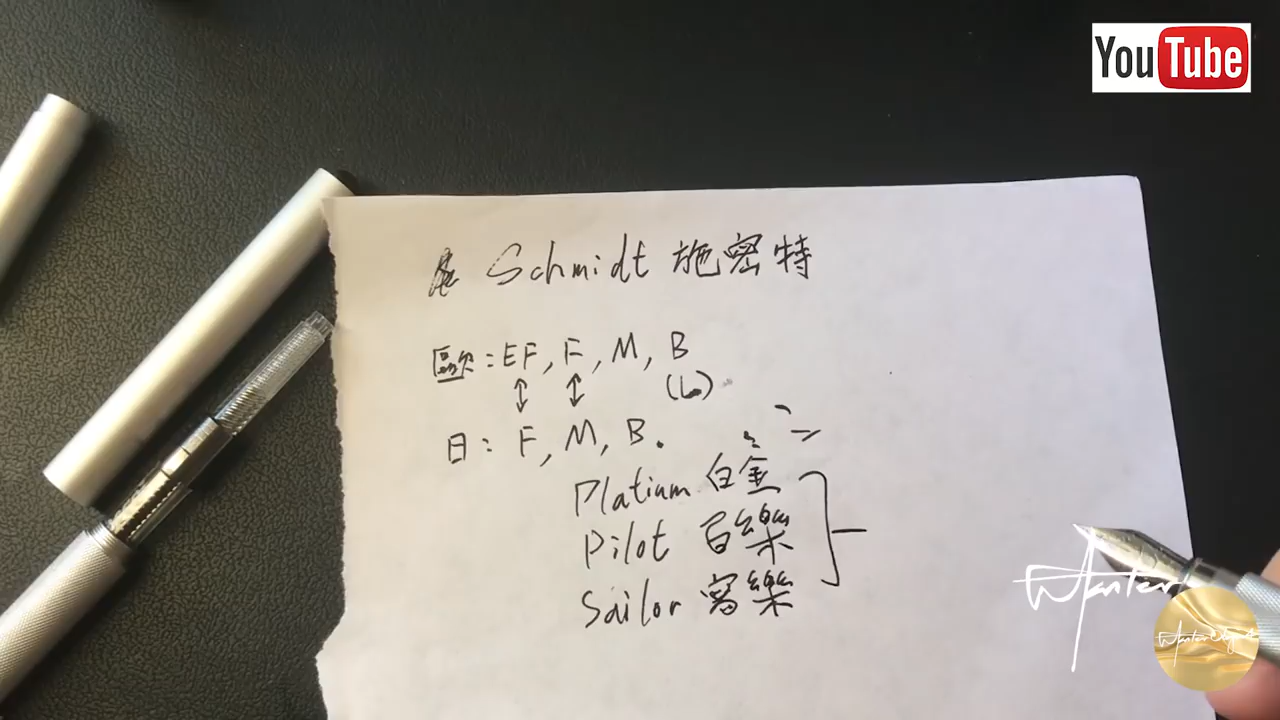 YouTube
Schmidt 施密特
歐：EF, F, M, B
(b)
日：F, M, B.
Platium 白金
Pilot 百樂
Sailor 寫樂